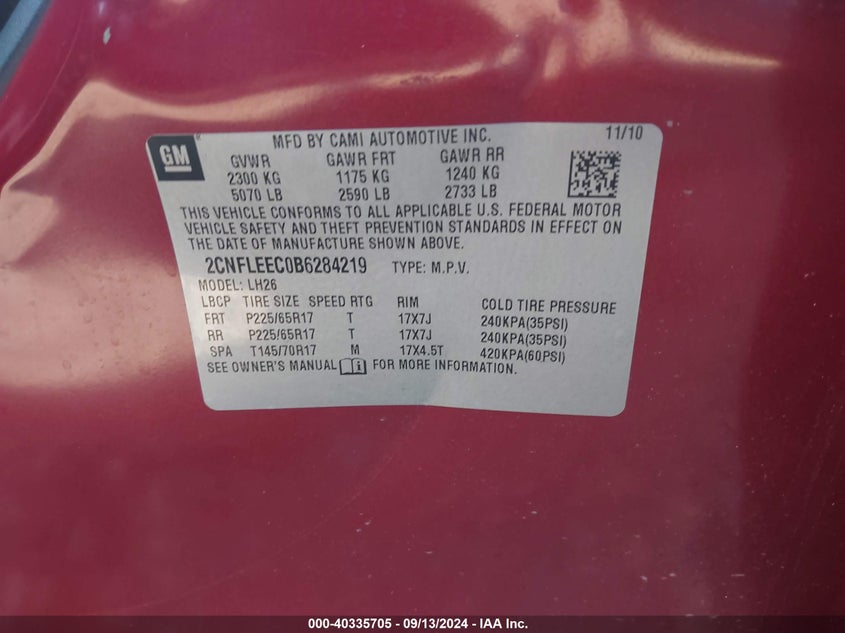 GM
MFD BY CAMI AUTOMOTIVE INC. 11/10
GVWR GAWR FRT GAWR RR
2300 KG 1175 KG 1240 KG
5070 LB 2590 LB 2733 LB
THIS VEHICLE CONFORMS TO ALL APPLICABLE U.S. FEDERAL MOTOR
VEHICLE SAFETY AND THEFT PREVENTION STANDARDS IN EFFECT ON
THE DATE OF MANUFACTURE SHOWN ABOVE.
2CNFLEEC0B6284219 TYPE: M.P.V.
MODEL: LH26
LBCP TIRE SIZE SPEED RTG RIM COLD TIRE PRESSURE
FRT P225/65R17 T 17X7J 240KPA(35PSI)
RR P225/65R17 T 17X7J 240KPA(35PSI)
SPA T145/70R17 M 17X4.5T 420KPA(60PSI)
SEE OWNER'S MANUAL FOR MORE INFORMATION.
000-40335705 - 09/13/2024 - IAA Inc.